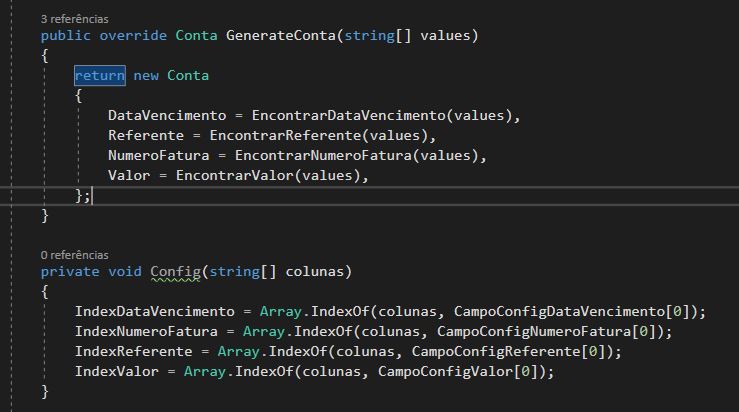 3 referências
public override Conta GenerateConta(string[] values)
{
return new Conta
{
DataVencimento = EncontrarDataVencimento(values),
Referente = EncontrarReferente(values),
NumeroFatura = EncontrarNumeroFatura(values),
Valor = EncontrarValor(values),
};
}
0 referências
private void Config(string[] colunas)
{
IndexDataVencimento = Array.IndexOf(colunas, CampoConfigDataVencimento[0]);
IndexNumeroFatura = Array.IndexOf(colunas, CampoConfigNumeroFatura[0]);
IndexReferente = Array.IndexOf(colunas, CampoConfigReferente[0]);
IndexValor = Array.IndexOf(colunas, CampoConfigValor[0]);
}